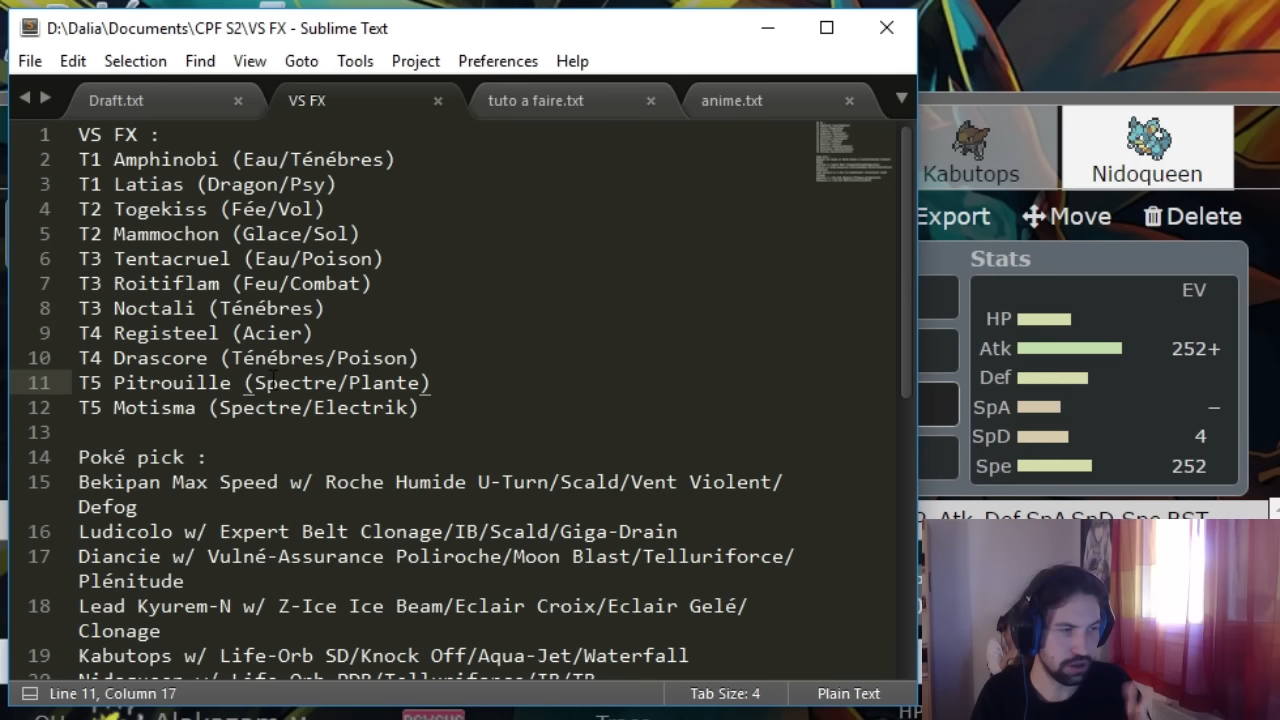 D:\Dalia\Documents\CPF S2\VS FX - Sublime Text
File Edit Selection Find View Goto Tools Project Preferences Help
Draft.txt VS FX tuto a faire.txt anime.txt
1 VS FX :
2 T1 Amphinobi (Eau/Ténébres)
3 T1 Latias (Dragon/Psy)
4 T2 Togekiss (Fée/Vol)
5 T2 Mammochon (Glace/Sol)
6 T3 Tentacruel (Eau/Poison)
7 T3 Roitiflam (Feu/Combat)
8 T3 Noctali (Ténébres)
9 T4 Registeel (Acier)
10 T4 Drascore (Ténébres/Poison)
11 T5 Pitrouille (Spectre/Plante)
12 T5 Motisma (Spectre/Electrik)
13
14 Poké pick :
15 Bekipan Max Speed w/ Roche Humide U-Turn/Scald/Vent Violent/
Defog
16 Ludicolo w/ Expert Belt Clonage/IB/Scald/Giga-Drain
17 Diancie w/ Vulné-Assurance Poliroche/Moon Blast/Telluriforce/
Plénitude
18 Lead Kyurem-N w/ Z-Ice Ice Beam/Eclair Croix/Eclair Gelé/
Clonage
19 Kabutops w/ Life-Orb SD/Knock Off/Aqua-Jet/Waterfall
Line 11, Column 17 Tab Size: 4 Plain Text
Kabutops Nidoqueen
Export Move Delete
Stats
EV
HP
Atk 252+
Def
SpA –
SpD 4
Spe 252
Atk Def SpA SpD Spe BST
HP